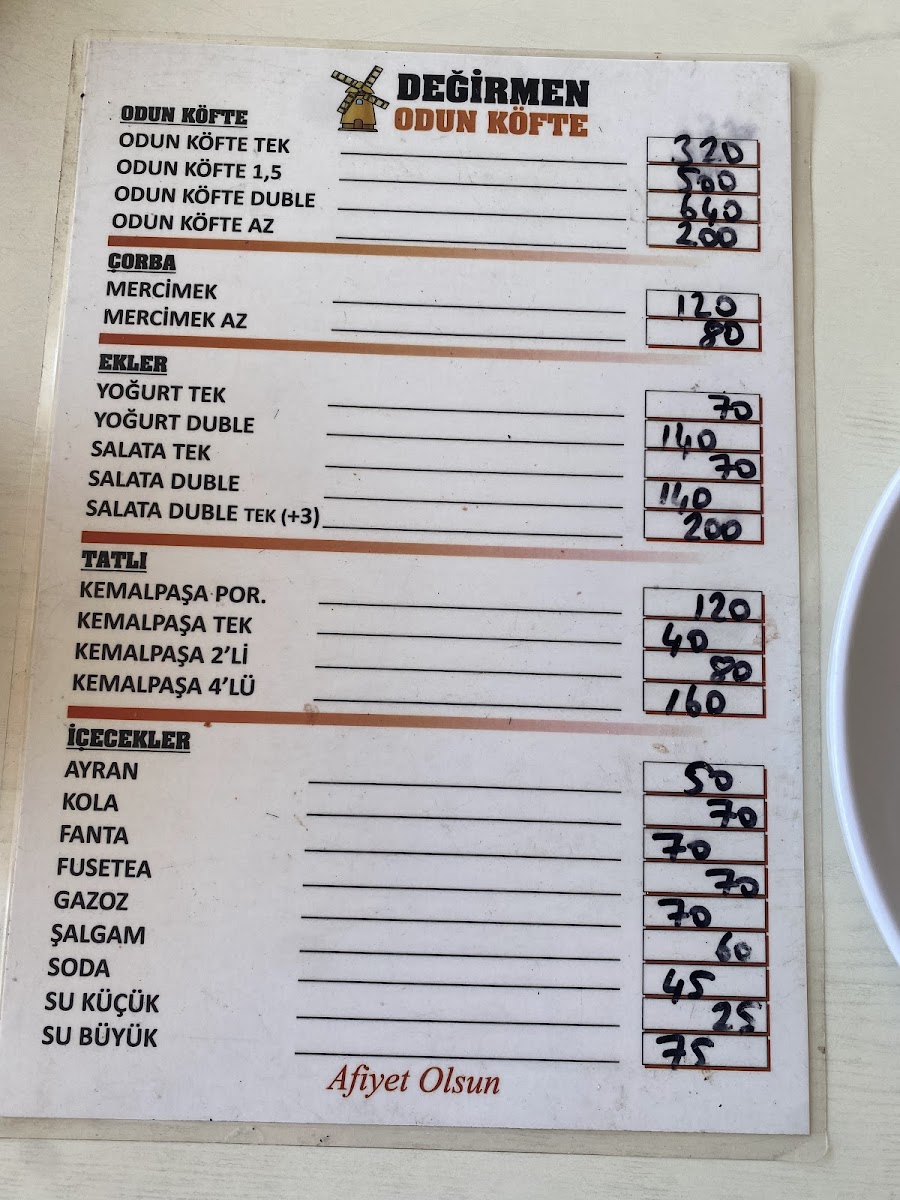 DEĞİRMEN
ODUN KÖFTE
ODUN KÖFTE
ODUN KÖFTE TEK 320
ODUN KÖFTE 1,5 500
ODUN KÖFTE DUBLE 640
ODUN KÖFTE AZ 200
ÇORBA
MERCİMEK 120
MERCİMEK AZ 80
EKLER
YOĞURT TEK 70
YOĞURT DUBLE 140
SALATA TEK 70
SALATA DUBLE 140
SALATA DUBLE TEK (+3) 200
TATLI
KEMALPAŞA POR. 120
KEMALPAŞA TEK 40
KEMALPAŞA 2'Lİ 80
KEMALPAŞA 4'LÜ 160
İÇECEKLER
AYRAN 50
KOLA 70
FANTA 70
FUSETEA 70
GAZOZ 70
ŞALGAM 60
SODA 45
SU KÜÇÜK 25
SU BÜYÜK 75
Afiyet Olsun